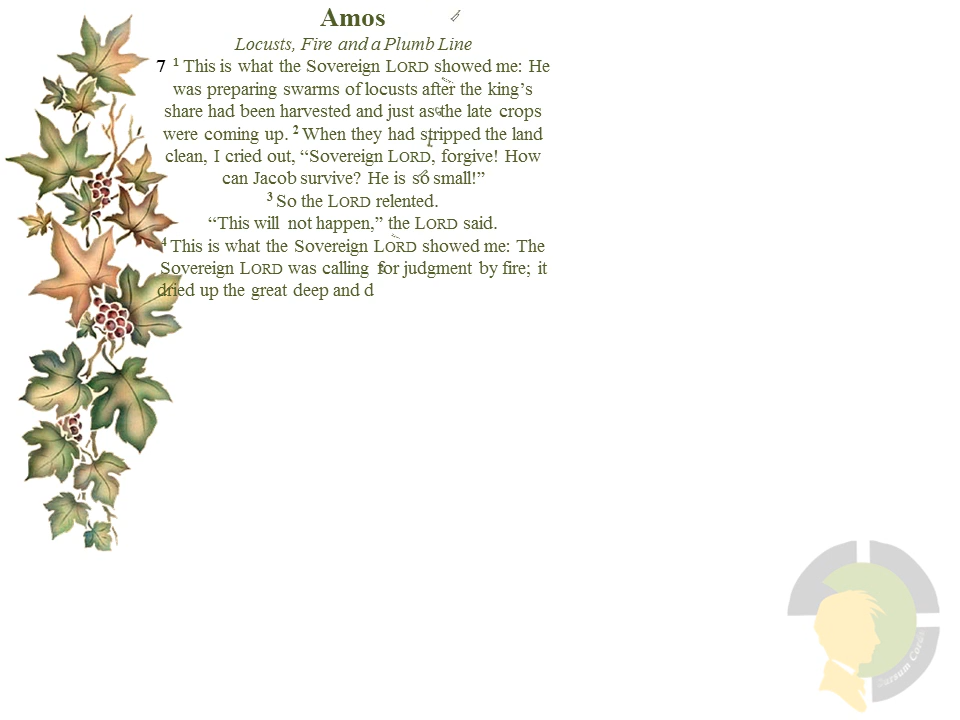 Amos
Locusts, Fire and a Plumb Line
7 1 This is what the Sovereign LORD showed me: He
was preparing swarms of locusts after the king’s
share had been harvested and just as the late crops
were coming up. 2 When they had stripped the land
clean, I cried out, “Sovereign LORD, forgive! How
can Jacob survive? He is so small!”
3 So the LORD relented.
“This will not happen,” the LORD said.
4 This is what the Sovereign LORD showed me: The
Sovereign LORD was calling for judgment by fire; it
dried up the great deep and d